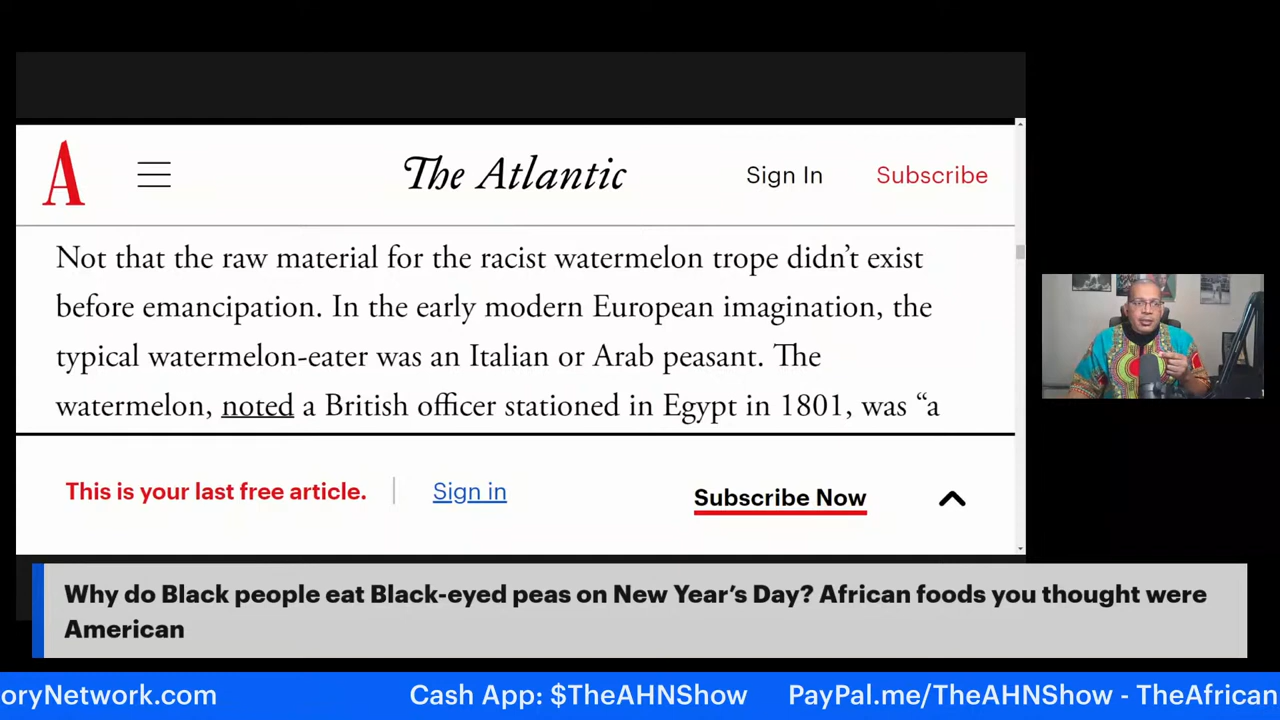 A
The Atlantic
Sign In
Subscribe
Not that the raw material for the racist watermelon trope didn’t exist
before emancipation. In the early modern European imagination, the
typical watermelon-eater was an Italian or Arab peasant. The
watermelon, noted a British officer stationed in Egypt in 1801, was “a
This is your last free article.
Sign in
Subscribe Now
Why do Black people eat Black-eyed peas on New Year’s Day? African foods you thought were
American
oryNetwork.com Cash App: $TheAHNShow PayPal.me/TheAHNShow - TheAfrican